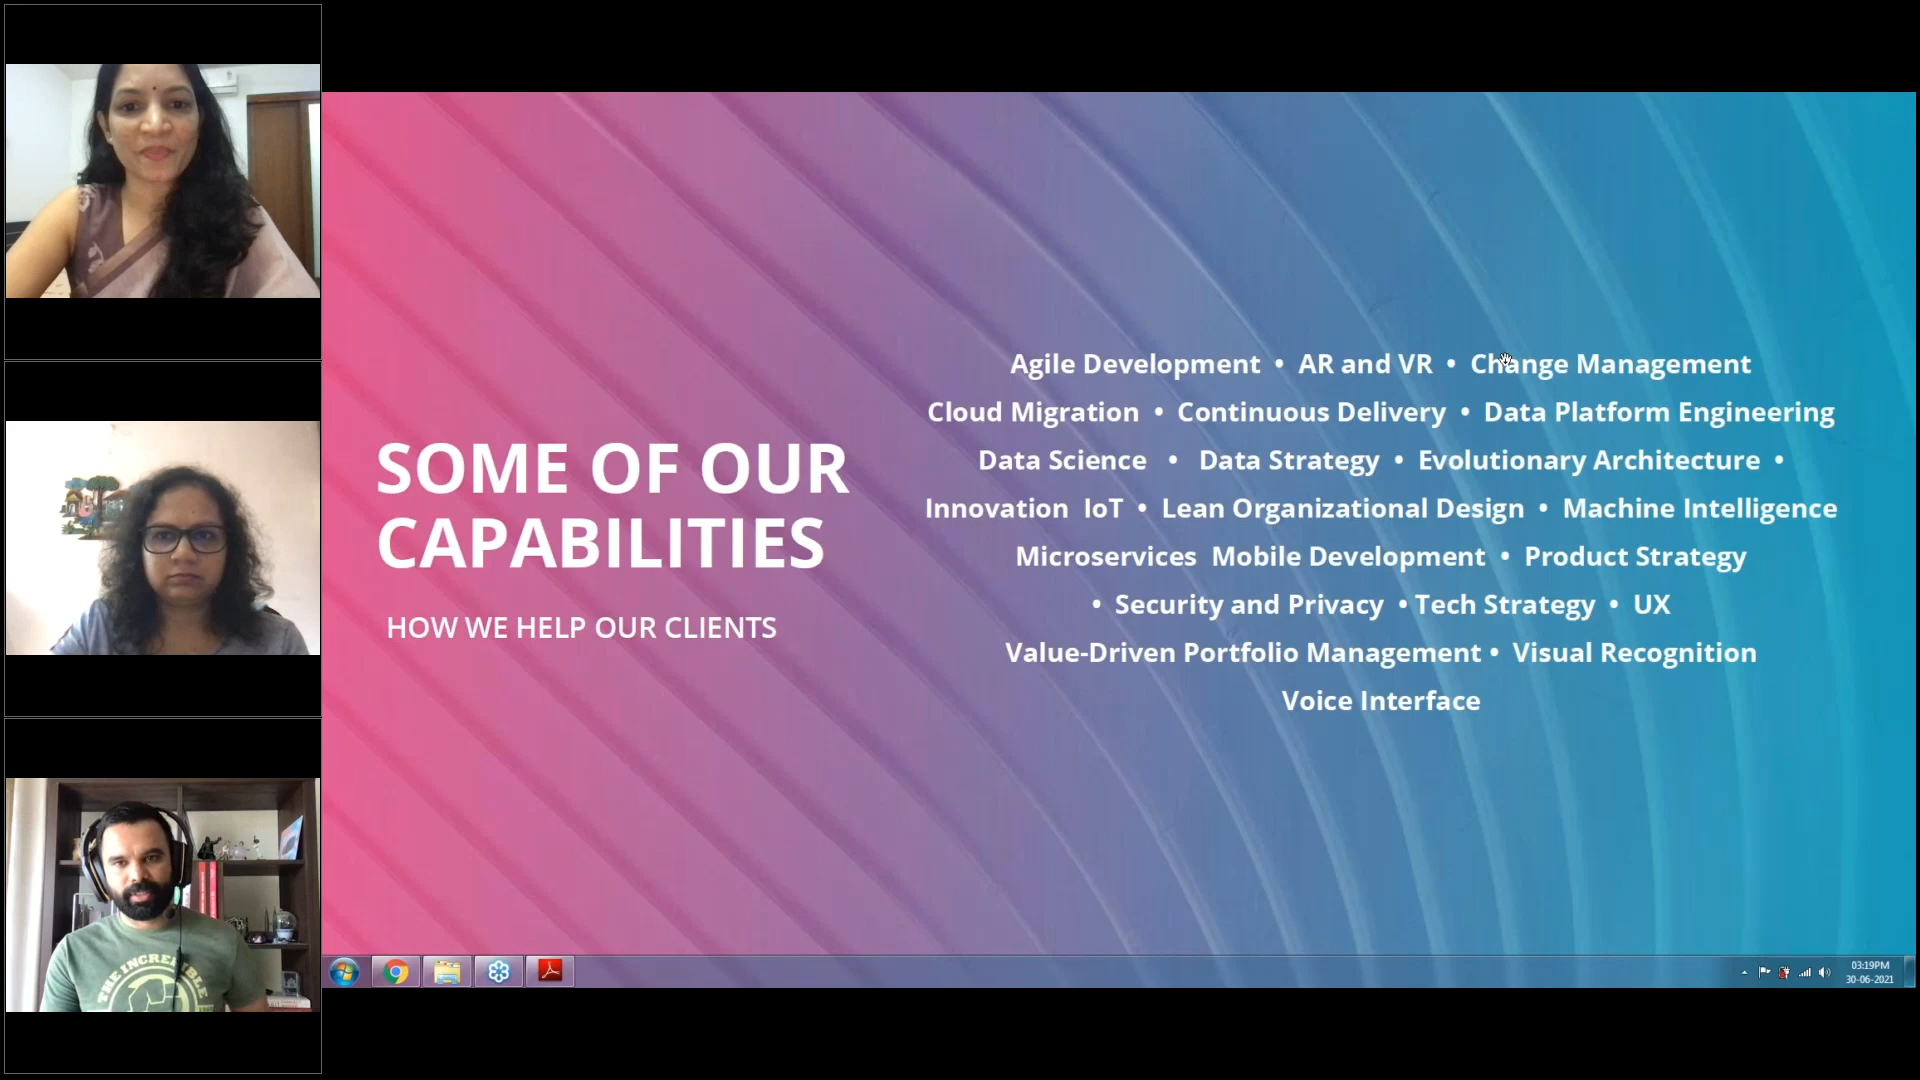 SOME OF OUR
CAPABILITIES
HOW WE HELP OUR CLIENTS
Agile Development • AR and VR • Change Management
Cloud Migration • Continuous Delivery • Data Platform Engineering
Data Science • Data Strategy • Evolutionary Architecture •
Innovation IoT • Lean Organizational Design • Machine Intelligence
Microservices Mobile Development • Product Strategy
• Security and Privacy • Tech Strategy • UX
Value-Driven Portfolio Management • Visual Recognition
Voice Interface
THE INCREDIBLE
03:19PM
30-06-2021